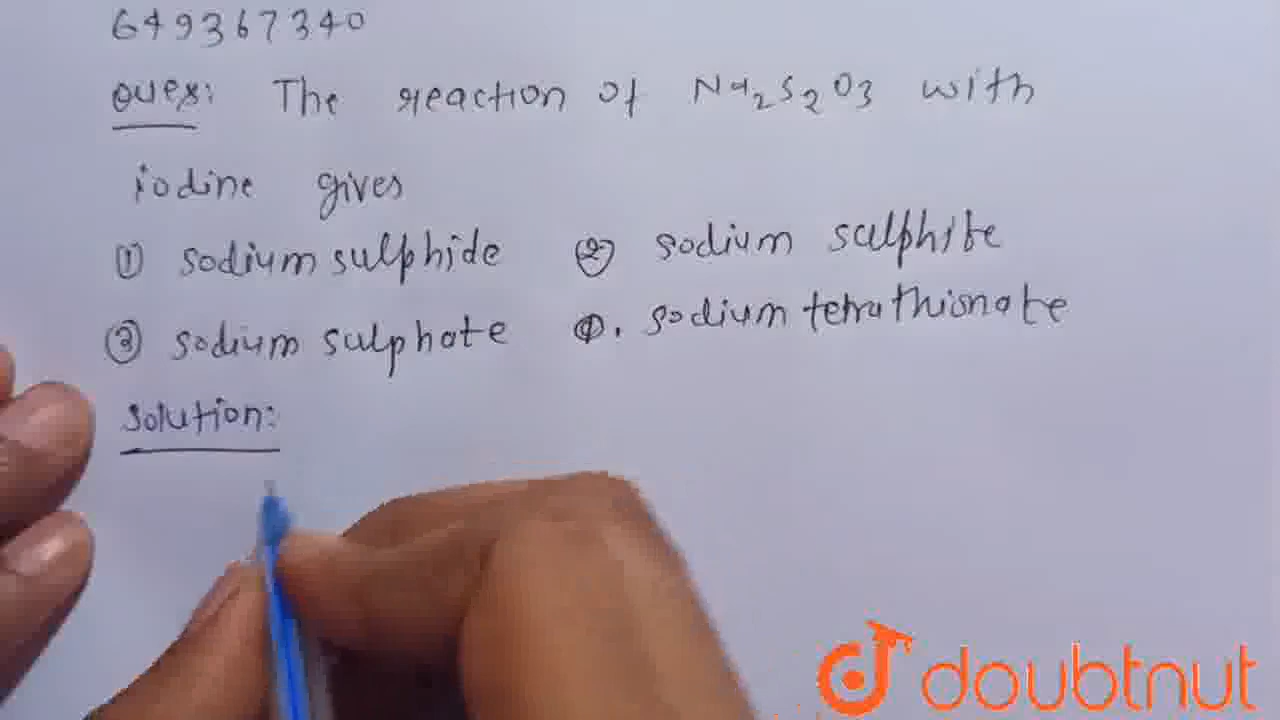 649367340
Ques: The reaction of Na2S2O3 with
iodine gives
① sodium sulphide ② sodium sulphite
③ sodium sulphate ④. sodium tetrathionate
Solution:
doubtnut